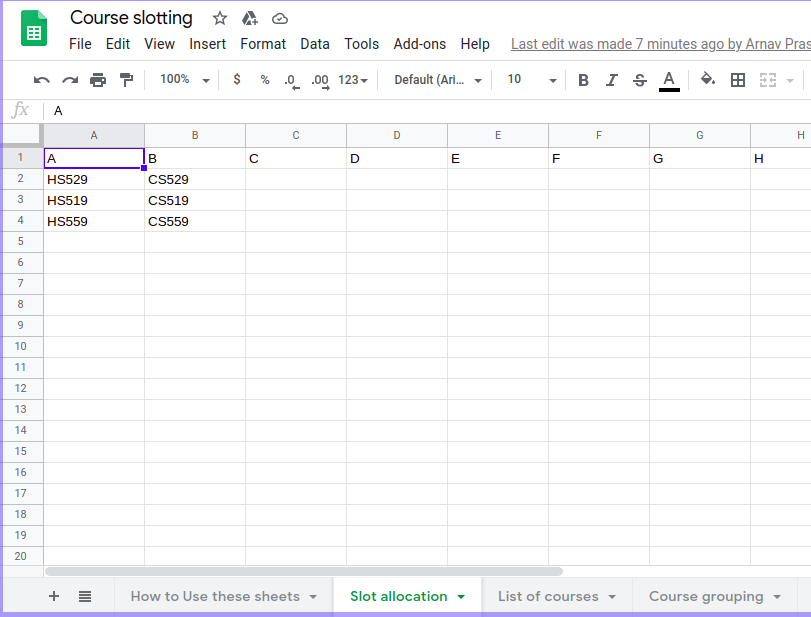 Course slotting
File Edit View Insert Format Data Tools Add-ons Help Last edit was made 7 minutes ago by Arnav
100% $ % .0 .00 123 Default (Ari... 10 B I S A
fx A
A B C D E F G H
1 A B C D E F G H
2 HS529 CS529
3 HS519 CS519
4 HS559 CS559
5
6
7
8
9
10
11
12
13
14
15
16
17
18
19
20
+ How to Use these sheets Slot allocation List of courses Course grouping